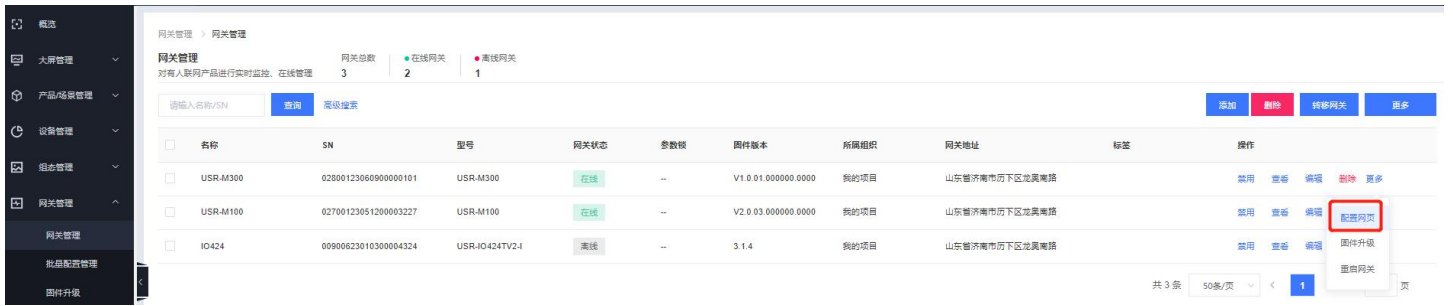 概览
大屏管理
产品/场景管理
设备管理
组态管理
网关管理
网关管理
批量配置管理
固件升级
网关管理 > 网关管理
网关管理
对有人联网产品进行实时监控、在线管理
网关总数 在线网关 离线网关
3 2 1
请输入名称/SN 查询 高级搜索 添加 删除 转移网关 更多
名称 SN 型号 网关状态 参数锁 固件版本 所属组织 网关地址 标签 操作
USR-M300 02800123060900000101 USR-M300 在线 -- V1.0.01.000000.0000 我的项目 山东省济南市历下区龙奥南路 禁用 查看 编辑 删除 更多
USR-M100 02700123051200003227 USR-M100 在线 -- V2.0.03.000000.0000 我的项目 山东省济南市历下区龙奥南路 禁用 查看 编辑
IO424 00900623010300004324 USR-IO424TV2-I 离线 -- 3.1.4 我的项目 山东省济南市历下区龙奥南路 禁用 查看 编辑
配置网页
固件升级
重启网关
共 3 条 50条/页 < 1 页